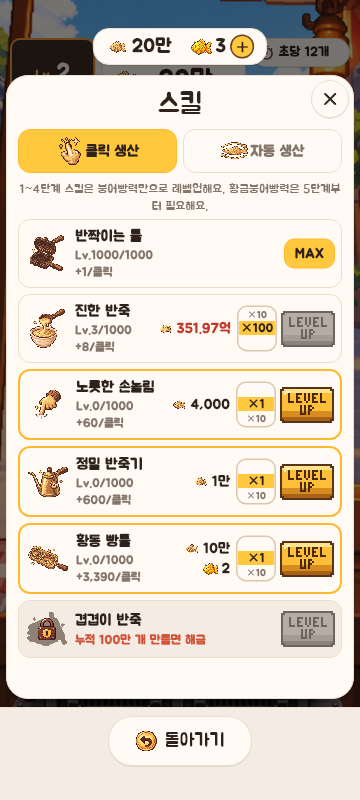 20만 3
초당 12개
스킬
클릭 생산 자동 생산
1~4단계 스킬은 붕어빵력만으로 레벨업해요. 황금붕어빵력은 5단계부
터 필요해요.
반짝이는 틀
Lv.1000/1000
+1/클릭
MAX
진한 반죽
Lv.3/1000
+8/클릭
351.97억
×10
×100
LEVEL
UP
노릇한 손놀림
Lv.0/1000
+60/클릭
4,000
×1
×10
LEVEL
UP
정밀 반죽기
Lv.0/1000
+600/클릭
1만
×1
×10
LEVEL
UP
황동 빵틀
Lv.0/1000
+3,390/클릭
10만
2
×1
×10
LEVEL
UP
겹겹이 반죽
누적 100만 개 만들면 해금
LEVEL
UP
돌아가기